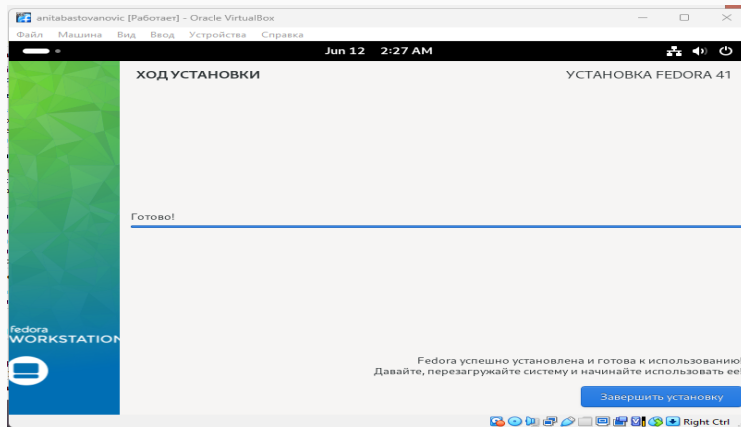 anitabastovanovic [Работает] - Oracle VirtualBox
Файл Машина Вид Ввод Устройства Справка
Jun 12 2:27 AM
ХОД УСТАНОВКИ
УСТАНОВКА FEDORA 41
Готово!
fedora
WORKSTATION
Fedora успешно установлена и готова к использованию!
Давайте, перезагружайте систему и начинайте использовать её!
Завершить установку
Right Ctrl